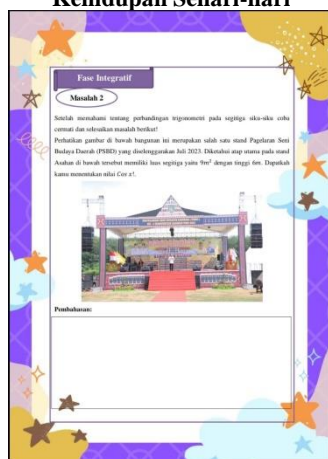 Kehidupan Sehari-hari
Fase Integratif
Masalah 2
Setelah memahami tentang perbandingan trigonometri pada segitiga siku-siku coba
cermati dan selesaikan masalah berikut!
Perhatikan gambar di bawah bangunan ini merupakan salah satu stand Pagelaran Seni
Budaya Daerah (PSBD) yang diselenggarakan Juli 2023. Diketahui atap utama pada stand
Asahan di bawah tersebut memiliki luas segitiga yaitu 9m² dengan tinggi 6m. Dapatkah
kamu menentukan nilai Cos x!.
Pembahasan: